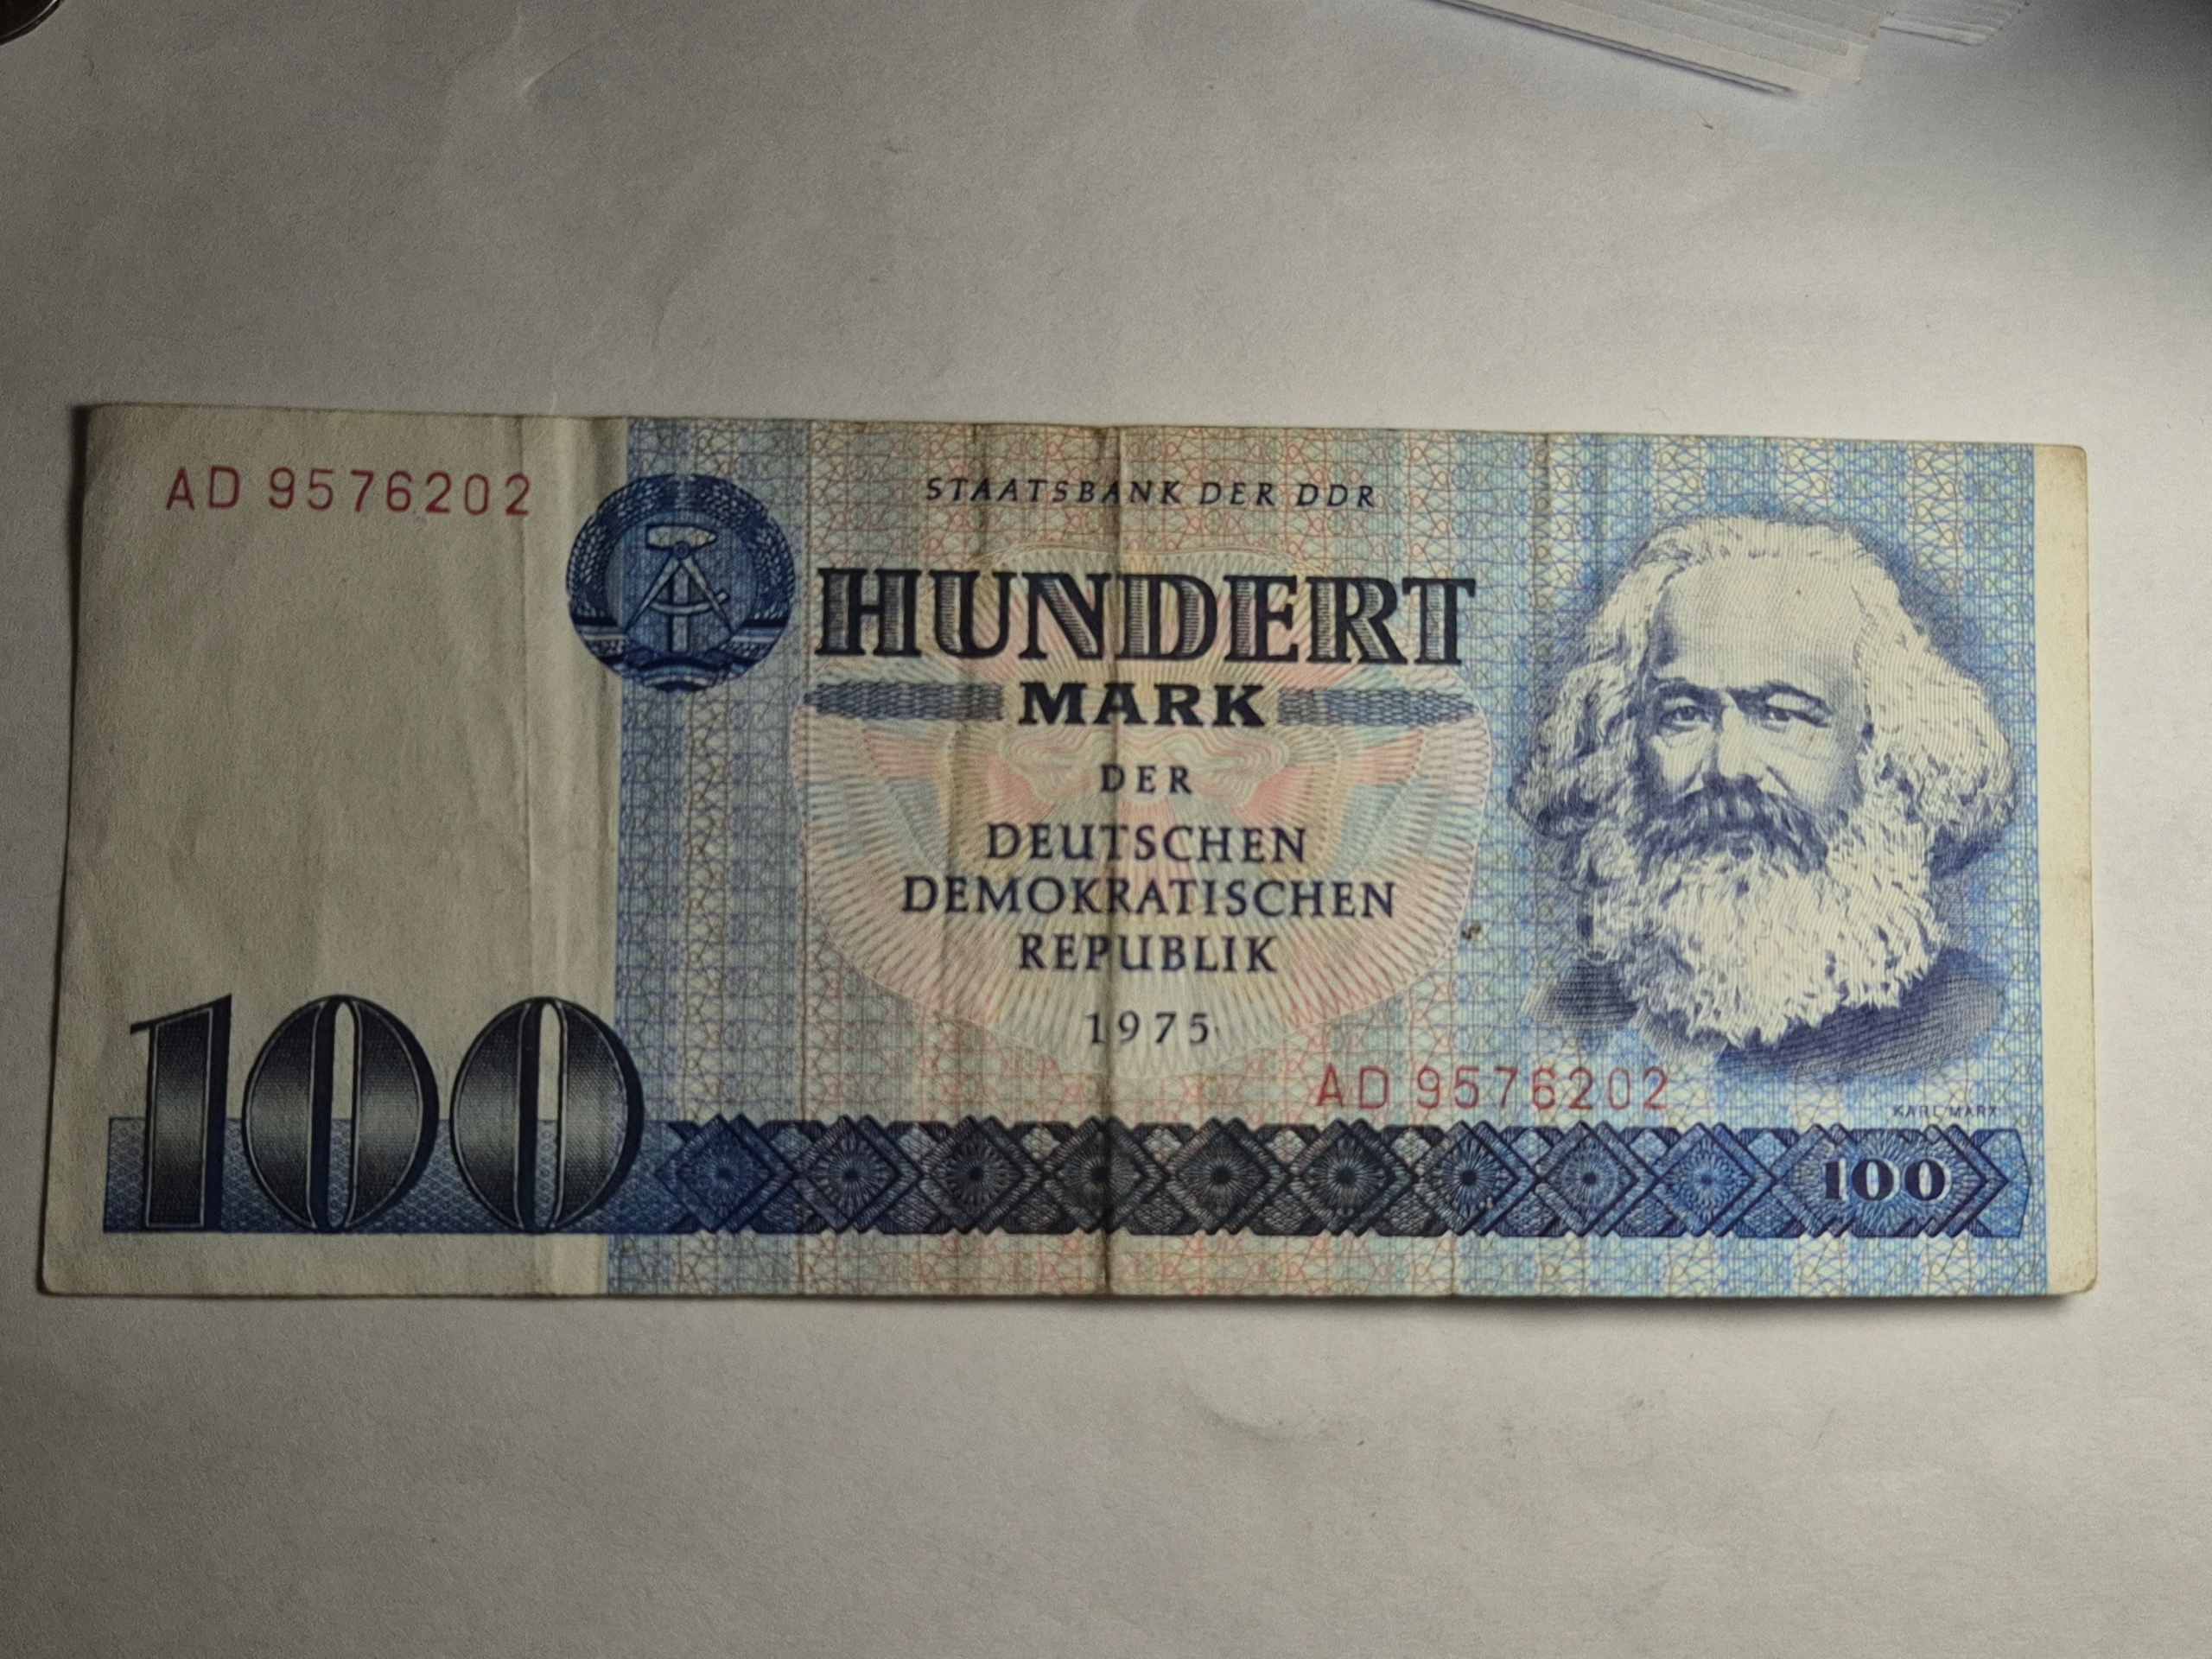 AD 9576202
STAATSBANK DER DDR
HUNDERT
MARK
DER
DEUTSCHEN
DEMOKRATISCHEN
REPUBLIK
1975
AD 9576202
KARL MARX
100
100